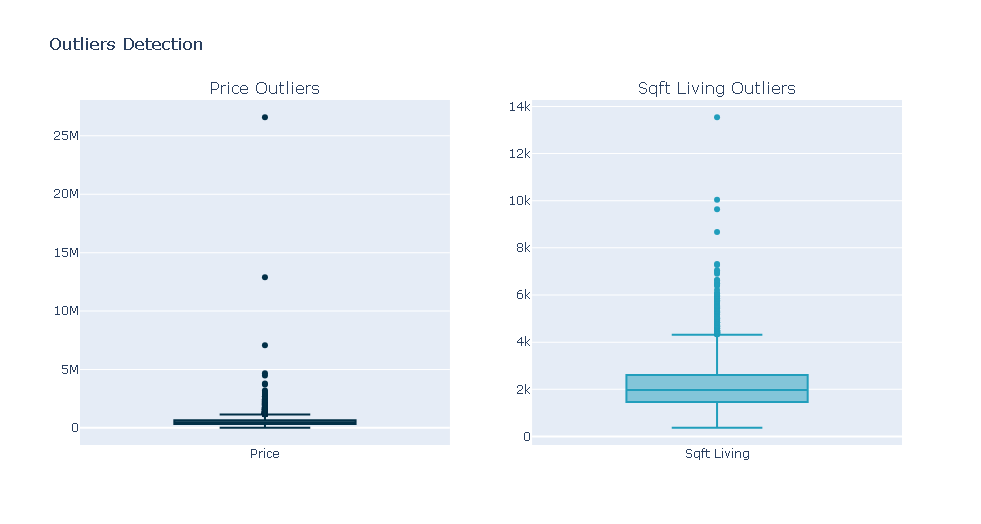 Outliers Detection
Price Outliers
25M
20M
15M
10M
5M
0
Price
Sqft Living Outliers
14k
12k
10k
8k
6k
4k
2k
0
Sqft Living